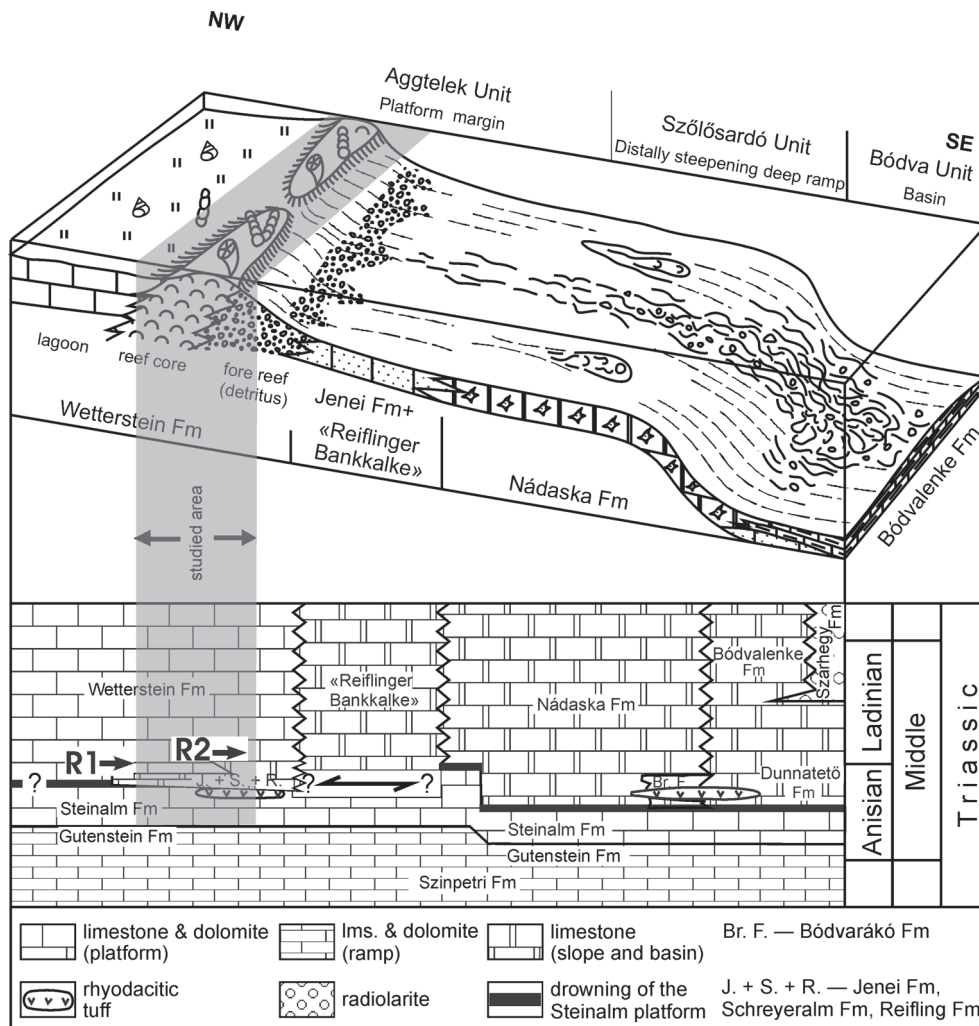 NW
Aggtelek Unit
Platform margin
Szőlősardó Unit
Distally steepening deep ramp
SE
Bódva Unit
Basin
lagoon
reef core
fore reef
(detritus)
Wetterstein Fm
Jenei Fm+
«Reiflinger
Bankkalke»
Nádaska Fm
Bódvalenke Fm
studied area
Wetterstein Fm
«Reiflinger
Bankkalke»
Nádaska Fm
Bódvalenke
Fm
Szárhegy Fm
R1
R2
J. + S. + R.
?
?
?
Br. F.
Dunnatető
Fm
Steinalm Fm
Gutenstein Fm
Steinalm Fm
Gutenstein Fm
Szinpetri Fm
Ladinian
Anisian
Middle
Triassic
limestone & dolomite
(platform)
lms. & dolomite
(ramp)
limestone
(slope and basin)
Br. F. — Bódvarákó Fm
rhyodacitic
tuff
radiolarite
drowning of the
Steinalm platform
J. + S. + R. — Jenei Fm,
Schreyeralm Fm, Reifling Fm